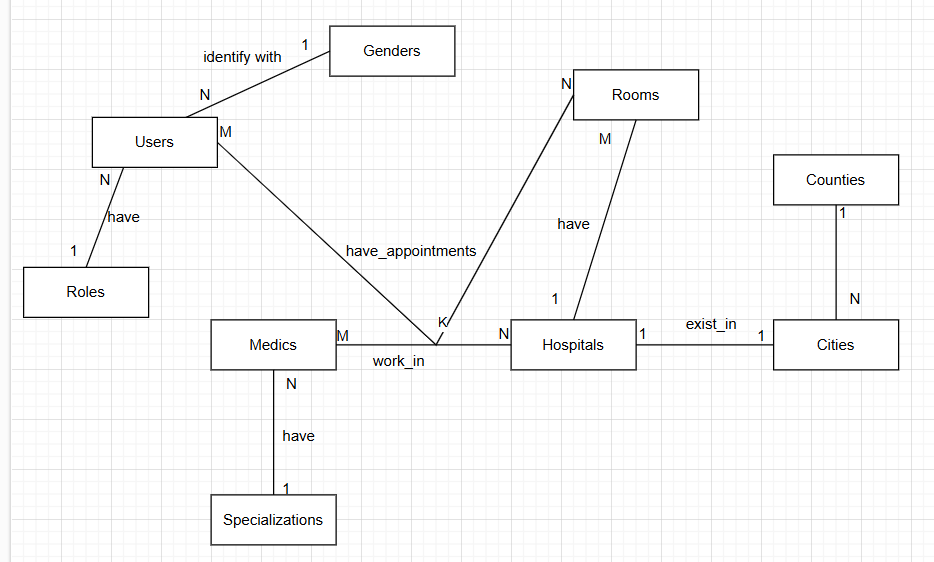 Genders
1
identify with
N
Users
M
N
Rooms
M
N
have
1
Roles
Counties
1
have
have_appointments
1
N
K
Medics
M
work_in
N
Hospitals
1
exist_in
1
Cities
N
have
1
Specializations